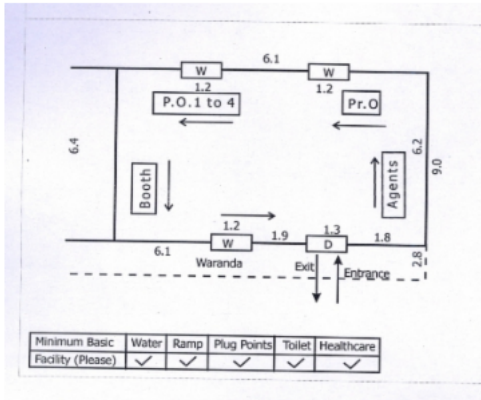 6.1
W W
1.2 1.2
P.O.1 to 4 Pr.O
6.4
Booth
Agents
6.2
9.0
1.2 1.3
W 1.9 D 1.8
6.1
Waranda
Exit Entrance
2.8
Minimum Basic Water Ramp Plug Points Toilet Healthcare
Facility (Please) ✓ ✓ ✓ ✓ ✓